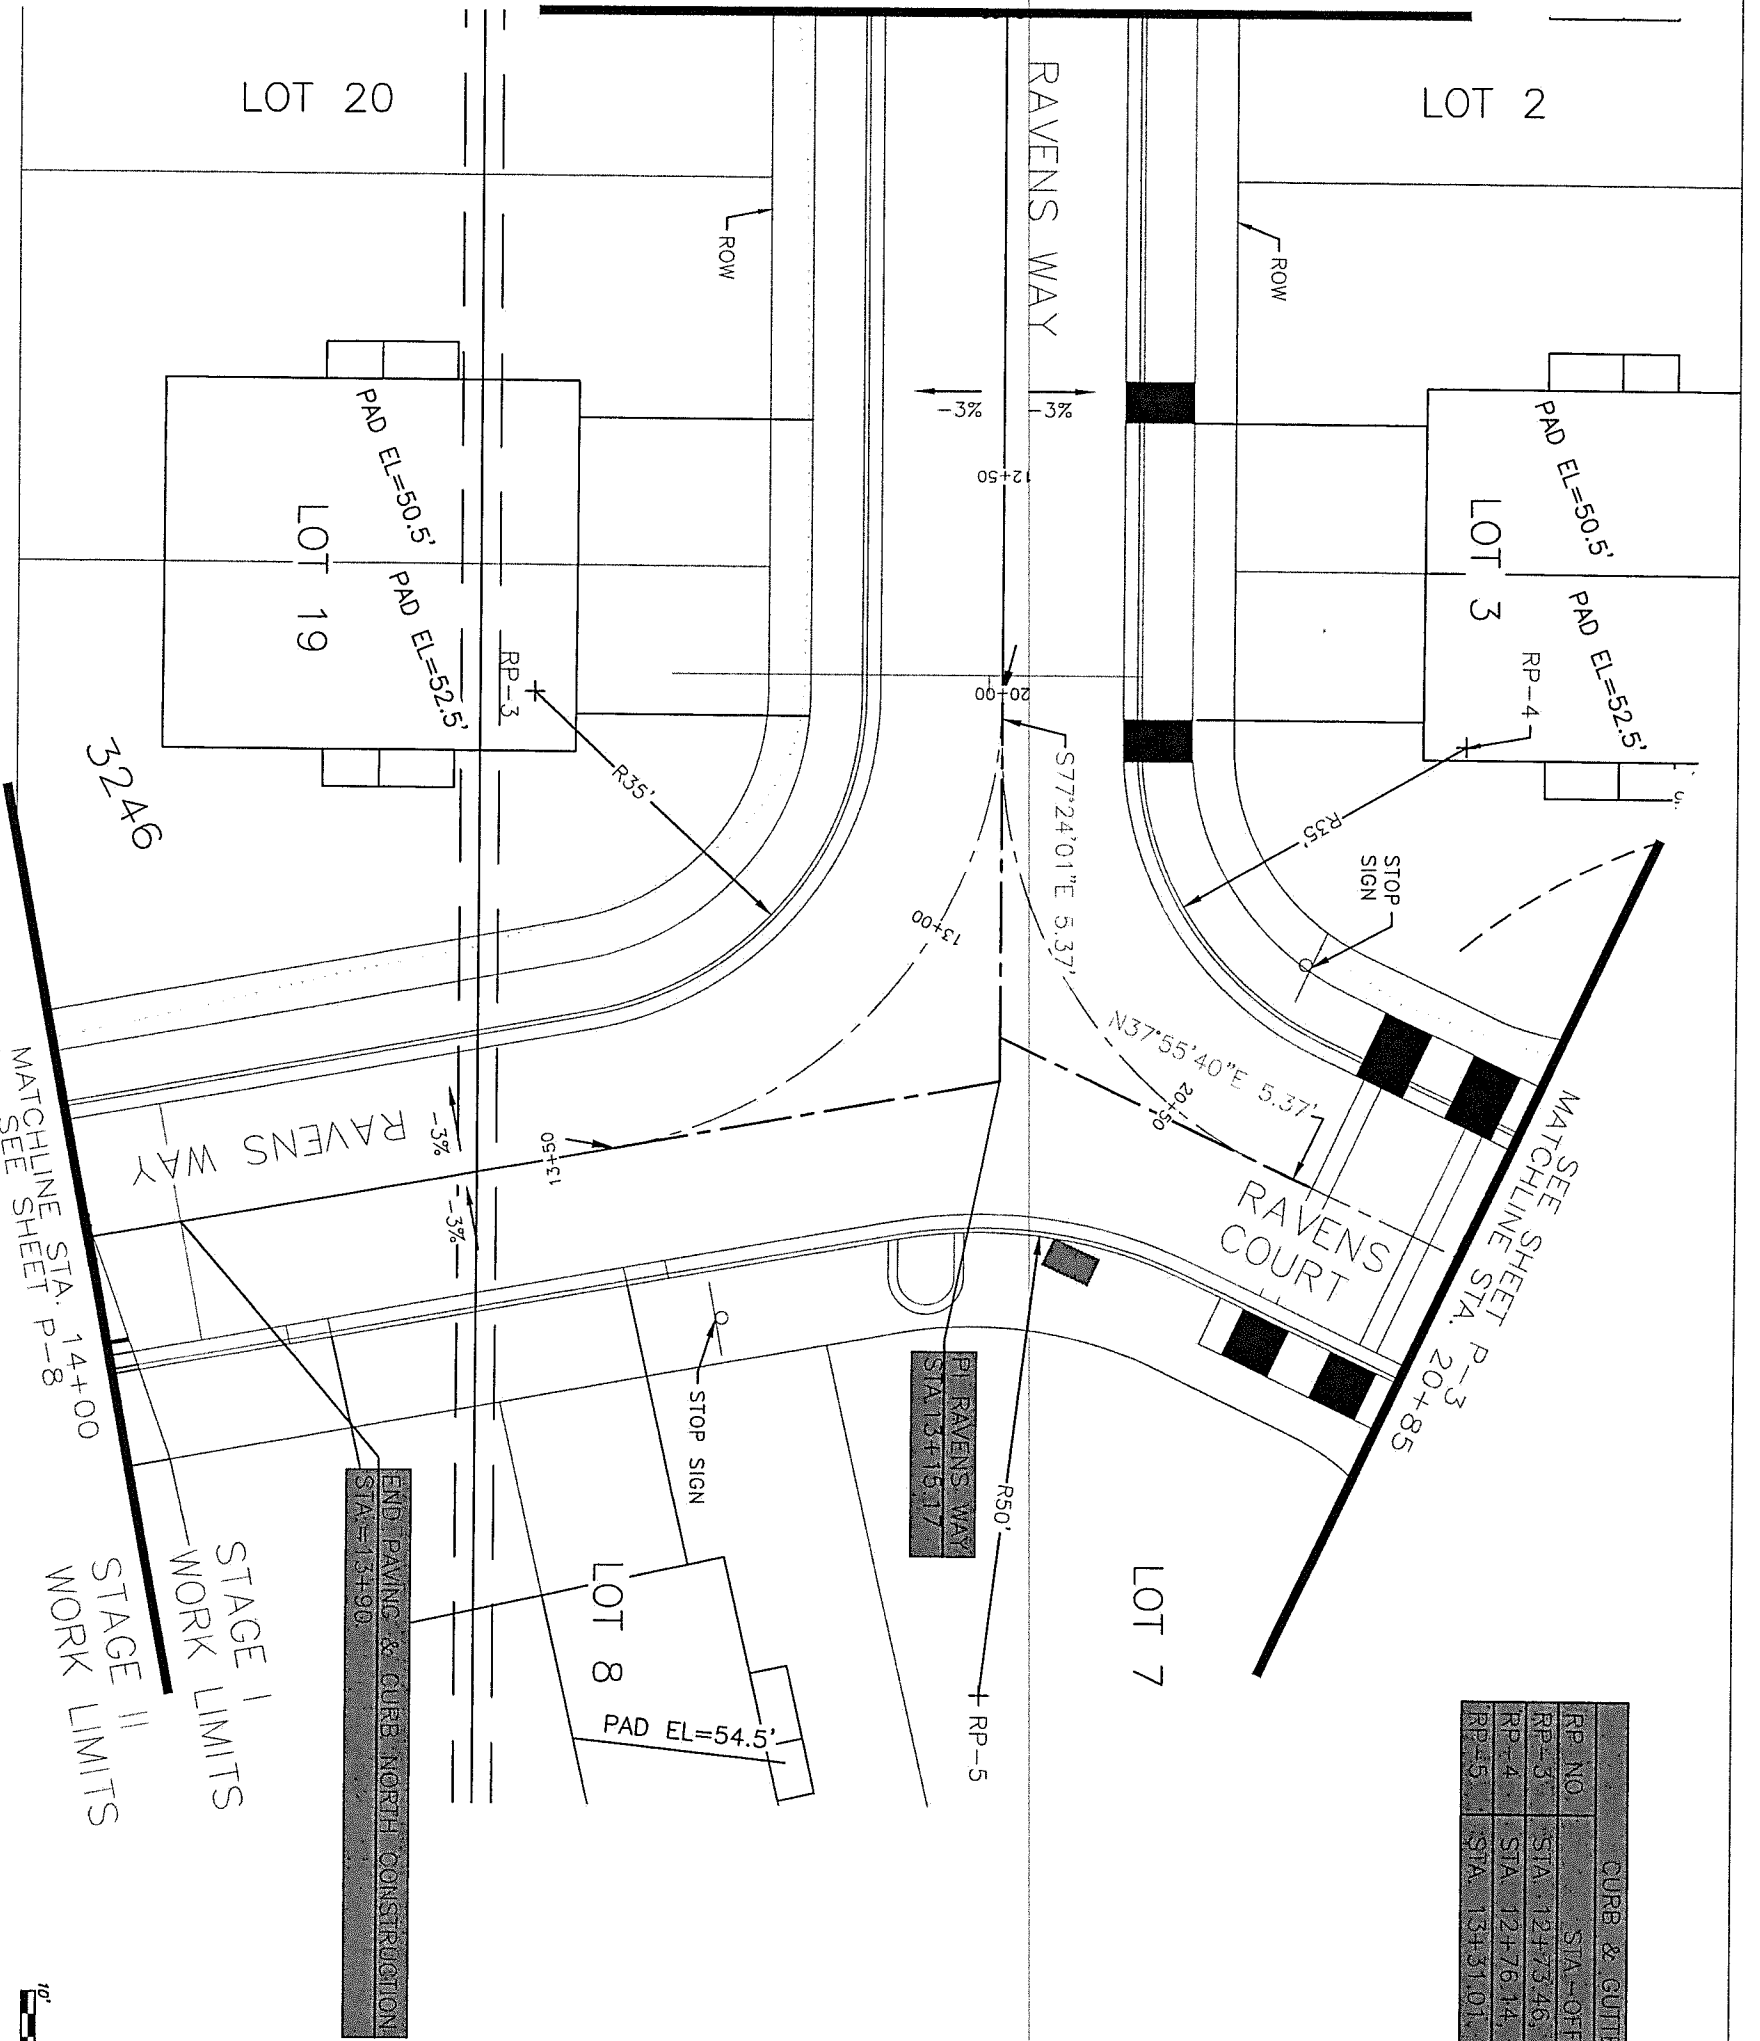 LOT 20
LOT 2
RAVENS WAY
ROW
ROW
-3%
-3%
12+50
PAD EL=50.5'
LOT 19
PAD EL=52.5'
RP-3
PAD EL=50.5'
LOT 3
PAD EL=52.5'
RP-4
20+00
S77°24'01"E 5.37'
R35'
R35'
STOP
SIGN
3246
13+00
N37°55'40"E 5.37'
20+50
RAVENS
COURT
SEE SHEET P-3
MATCHLINE STA. 20+85
RAVENS WAY
-3%
-3%
13+50
MATCHLINE STA. 14+00
SEE SHEET P-8
STOP SIGN
PI RAVENS WAY
STA.13+15.17
R50'
RP-5
LOT 7
LOT 8
PAD EL=54.5'
END PAVING & CURB NORTH CONSTRUCTION
STA=13+90.
STAGE I
WORK LIMITS
STAGE II
WORK LIMITS
CURB &
RP NO.
RP-3 STA. 12+73.46,
RP-4 STA. 12+76.14,
RP-5 STA. 13+31.01,
10'